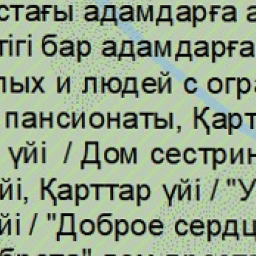 стағы адамдарға а
тігі бар адамдарға
лых и людей с огра
пансионаты, Қарт
үйі / Дом сестрин
йі, Қарттар үйі / "У
йі / "Доброе сердц